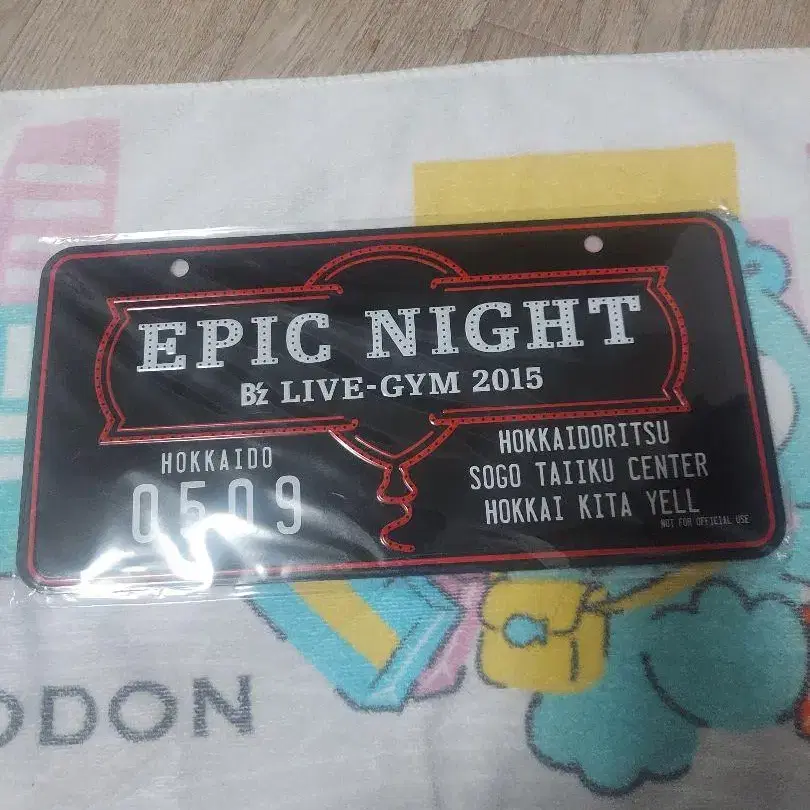 EPIC NIGHT
B'z LIVE-GYM 2015
HOKKAIDO
0509
HOKKAIDORITSU
SOGO TAIIKU CENTER
HOKKAI KITA YELL
NOT FOR OFFICIAL USE
ODON